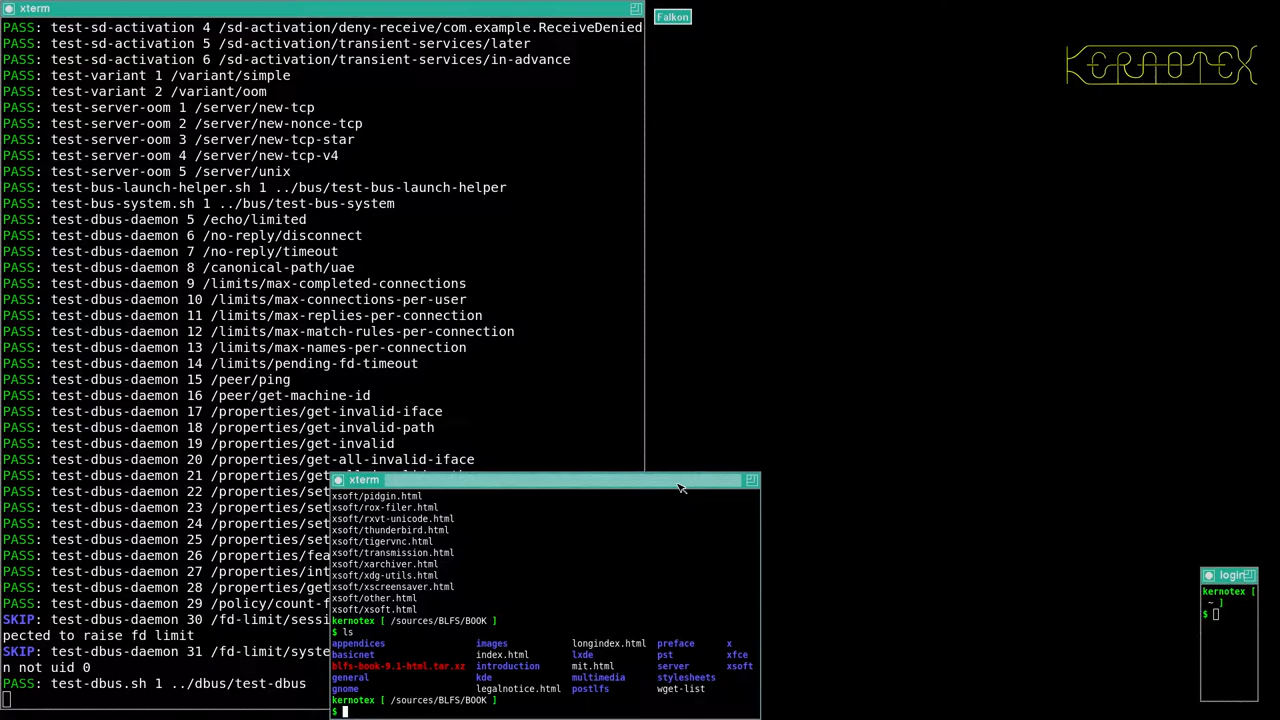 xterm
PASS: test-sd-activation 4 /sd-activation/deny-receive/com.example.ReceiveDenied
PASS: test-sd-activation 5 /sd-activation/transient-services/later
PASS: test-sd-activation 6 /sd-activation/transient-services/in-advance
PASS: test-variant 1 /variant/simple
PASS: test-variant 2 /variant/oom
PASS: test-server-oom 1 /server/new-tcp
PASS: test-server-oom 2 /server/new-nonce-tcp
PASS: test-server-oom 3 /server/new-tcp-star
PASS: test-server-oom 4 /server/new-tcp-v4
PASS: test-server-oom 5 /server/unix
PASS: test-bus-launch-helper.sh 1 ../bus/test-bus-launch-helper
PASS: test-bus-system.sh 1 ../bus/test-bus-system
PASS: test-dbus-daemon 5 /echo/limited
PASS: test-dbus-daemon 6 /no-reply/disconnect
PASS: test-dbus-daemon 7 /no-reply/timeout
PASS: test-dbus-daemon 8 /canonical-path/uae
PASS: test-dbus-daemon 9 /limits/max-completed-connections
PASS: test-dbus-daemon 10 /limits/max-connections-per-user
PASS: test-dbus-daemon 11 /limits/max-replies-per-connection
PASS: test-dbus-daemon 12 /limits/max-match-rules-per-connection
PASS: test-dbus-daemon 13 /limits/max-names-per-connection
PASS: test-dbus-daemon 14 /limits/pending-fd-timeout
PASS: test-dbus-daemon 15 /peer/ping
PASS: test-dbus-daemon 16 /peer/get-machine-id
PASS: test-dbus-daemon 17 /properties/get-invalid-iface
PASS: test-dbus-daemon 18 /properties/get-invalid-path
PASS: test-dbus-daemon 19 /properties/get-invalid
PASS: test-dbus-daemon 20 /properties/get-all-invalid-iface
PASS: test-dbus-daemon 21 /properties/get
PASS: test-dbus-daemon 22 /properties/set
PASS: test-dbus-daemon 23 /properties/set
PASS: test-dbus-daemon 24 /properties/set
PASS: test-dbus-daemon 25 /properties/set
PASS: test-dbus-daemon 26 /properties/fea
PASS: test-dbus-daemon 27 /properties/int
PASS: test-dbus-daemon 28 /properties/get
PASS: test-dbus-daemon 29 /policy/count-f
SKIP: test-dbus-daemon 30 /fd-limit/sessi
pected to raise fd limit
SKIP: test-dbus-daemon 31 /fd-limit/syste
n not uid 0
PASS: test-dbus.sh 1 ../dbus/test-dbus
Falkon
KERNOTEX
xterm
xsoft/pidgin.html
xsoft/rox-filer.html
xsoft/rxvt-unicode.html
xsoft/thunderbird.html
xsoft/tigervnc.html
xsoft/transmission.html
xsoft/xarchiver.html
xsoft/xdg-utils.html
xsoft/xscreensaver.html
xsoft/other.html
xsoft/xsoft.html
kernotex [ /sources/BLFS/BOOK ]
$ ls
appendices images longindex.html preface x
basicnet index.html lxde pst xfce
blfs-book-9.1-html.tar.xz introduction mit.html server xsoft
general kde multimedia stylesheets
gnome legalnotice.html postlfs wget-list
kernotex [ /sources/BLFS/BOOK ]
$
login
kernotex [
~ ]
$